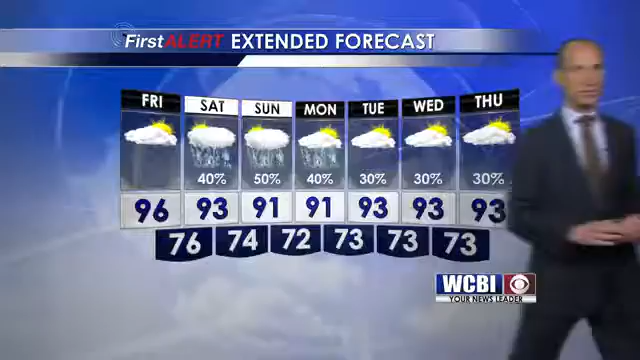 FirstALERT EXTENDED FORECAST
FRI SAT SUN MON TUE WED THU
40% 50% 40% 30% 30% 30%
96 93 91 91 93 93 93
76 74 72 73 73 73
WCBI
YOUR NEWS LEADER